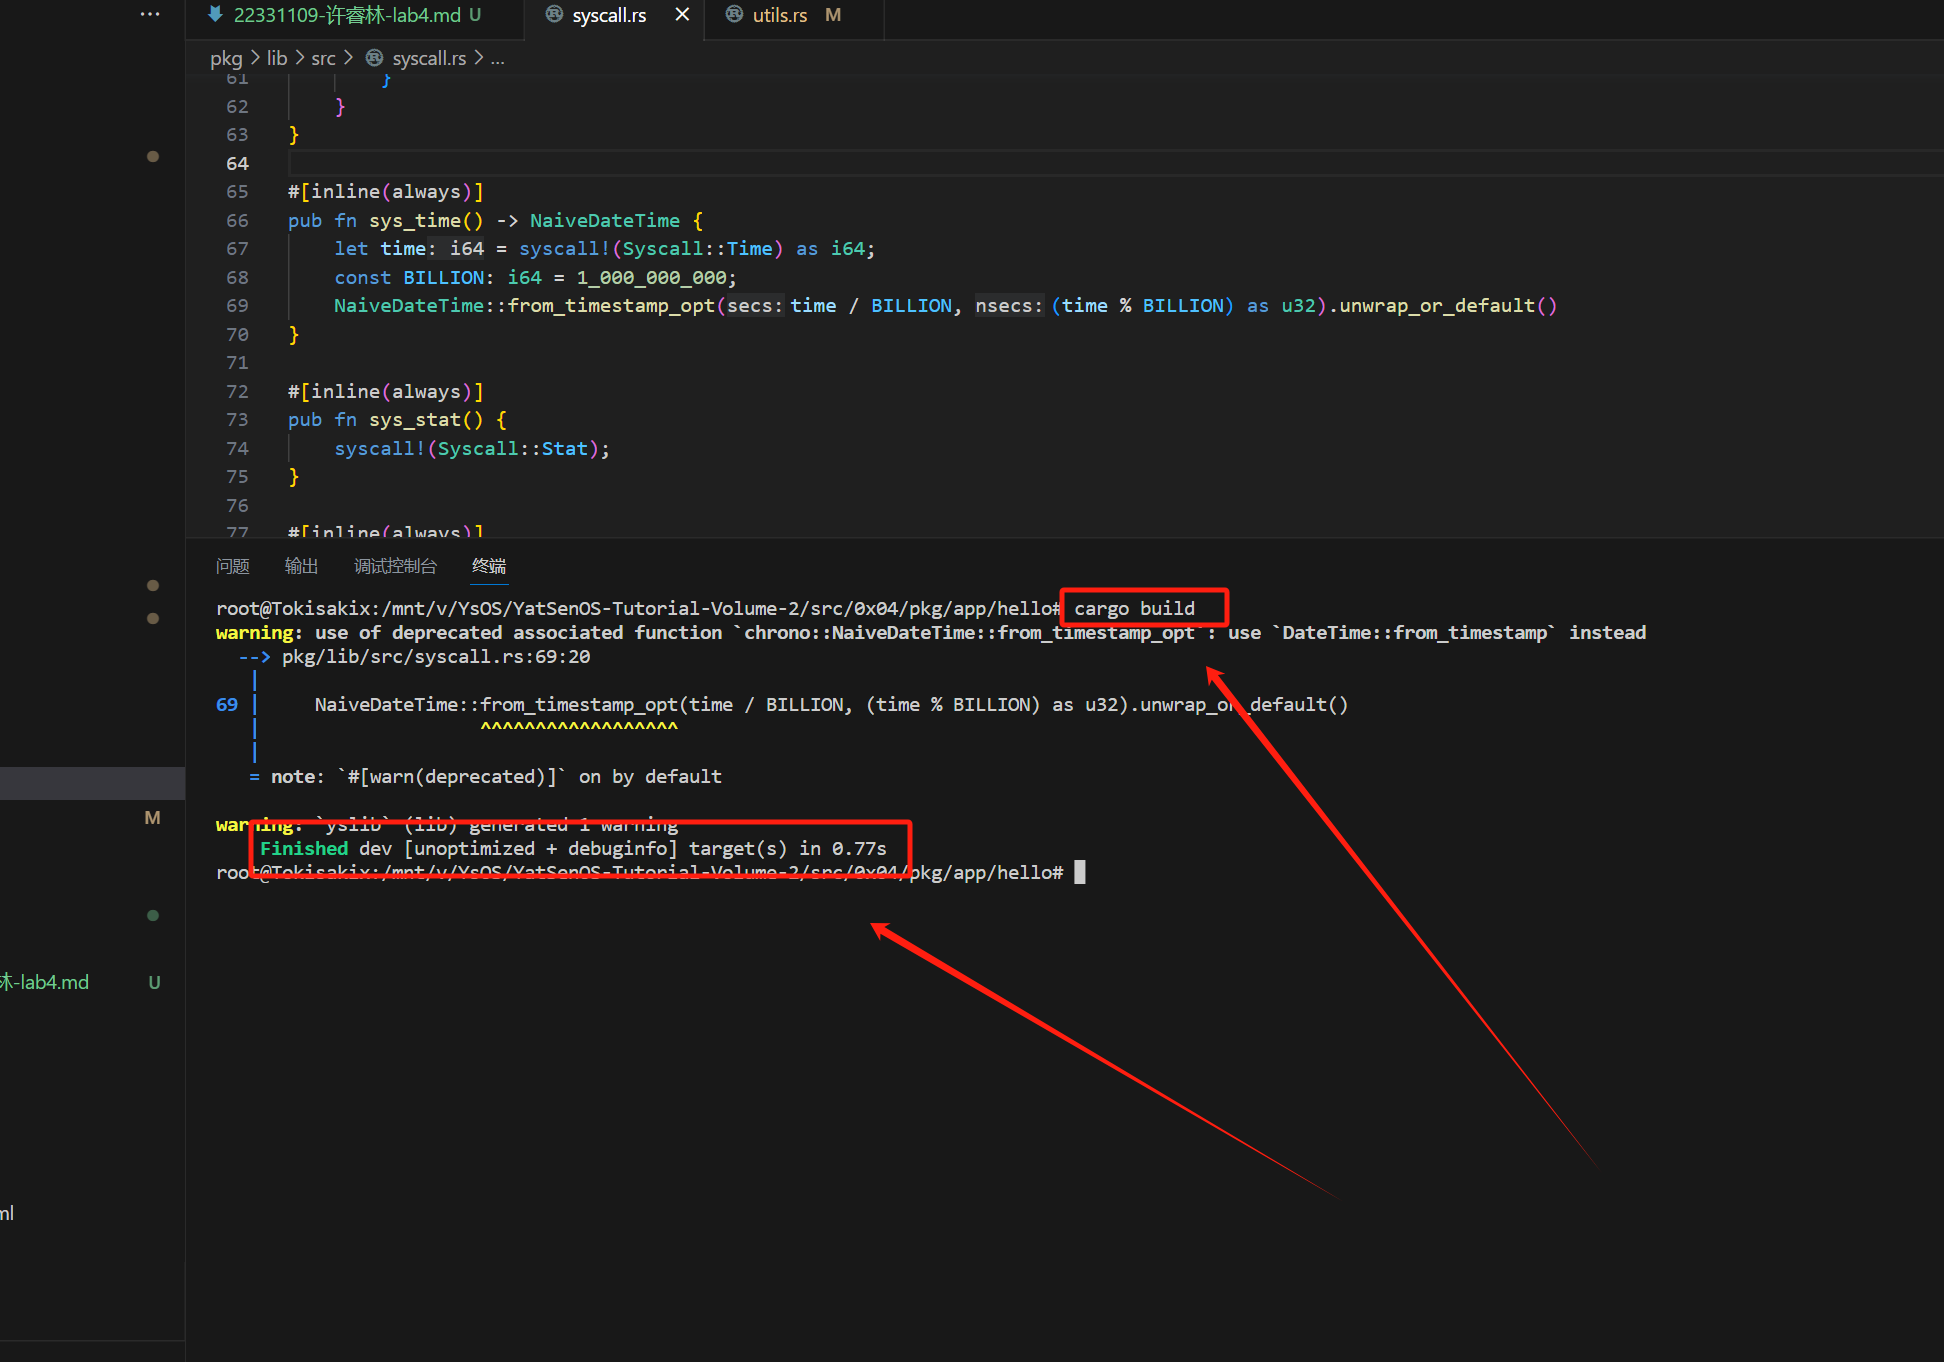 ··· 22331109-许睿林-lab4.md U syscall.rs × utils.rs M
pkg > lib > src > syscall.rs > ...
61 }
62 }
63 }
64
65 #[inline(always)]
66 pub fn sys_time() -> NaiveDateTime {
67 let time: i64 = syscall!(Syscall::Time) as i64;
68 const BILLION: i64 = 1_000_000_000;
69 NaiveDateTime::from_timestamp_opt(secs: time / BILLION, nsecs: (time % BILLION) as u32).unwrap_or_default()
70 }
71
72 #[inline(always)]
73 pub fn sys_stat() {
74 syscall!(Syscall::Stat);
75 }
76
77 #[inline(always)]
问题 输出 调试控制台 终端
root@Tokisakix:/mnt/v/YsOS/YatSenOS-Tutorial-Volume-2/src/0x04/pkg/app/hello# cargo build
warning: use of deprecated associated function `chrono::NaiveDateTime::from_timestamp_opt`: use `DateTime::from_timestamp` instead
--> pkg/lib/src/syscall.rs:69:20
|
69 | NaiveDateTime::from_timestamp_opt(time / BILLION, (time % BILLION) as u32).unwrap_or_default()
| ^^^^^^^^^^^^^^^^^^
|
= note: `#[warn(deprecated)]` on by default
M
warning: `yslib` (lib) generated 1 warning
Finished dev [unoptimized + debuginfo] target(s) in 0.77s
root@Tokisakix:/mnt/v/YsOS/YatSenOS-Tutorial-Volume-2/src/0x04/pkg/app/hello#
林-lab4.md U
ml